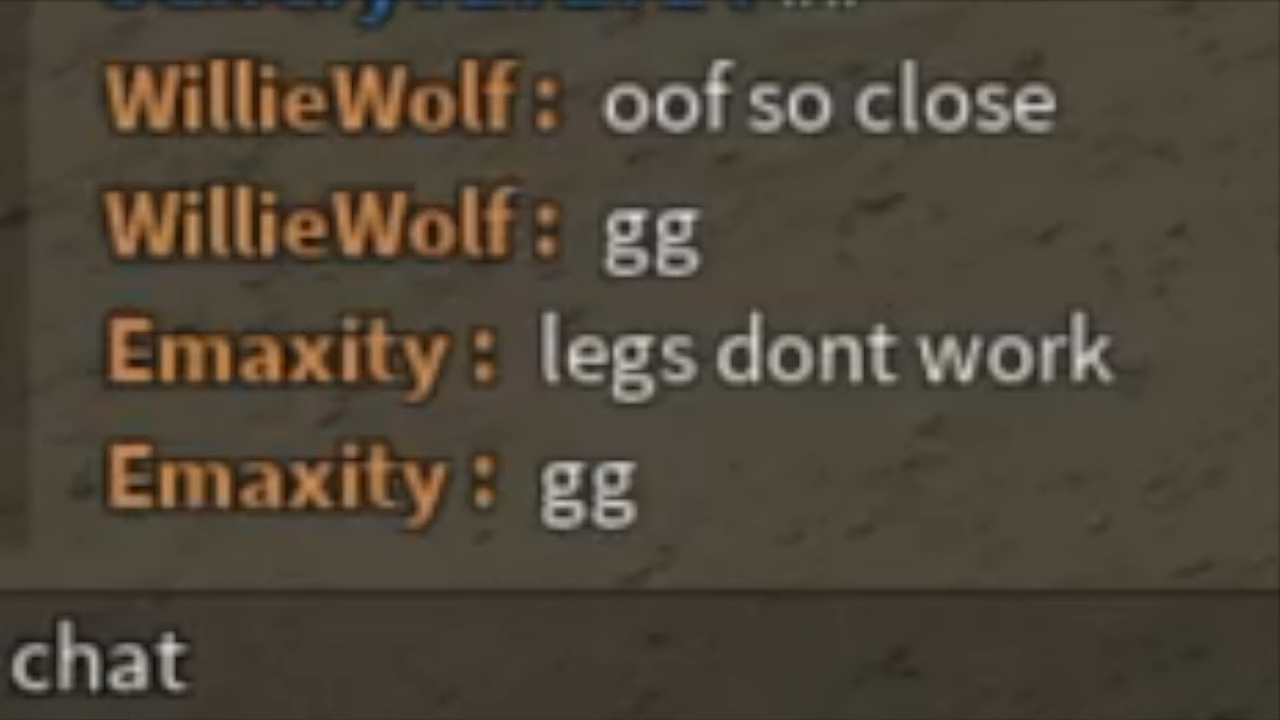 WillieWolf: oof so close
WillieWolf: gg
Emaxity: legs dont work
Emaxity: gg
chat